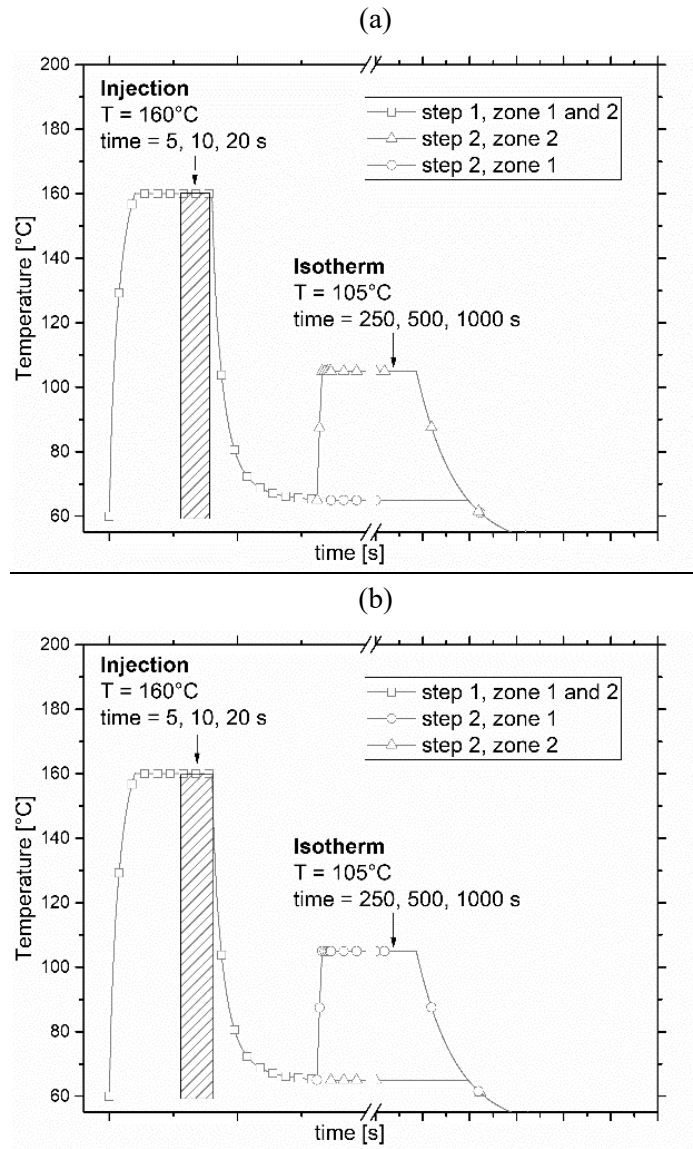 (a)
200
180
160
140
120
100
80
60
Temperature [°C]
Injection
T = 160°C
time = 5, 10, 20 s
step 1, zone 1 and 2
step 2, zone 2
step 2, zone 1
Isotherm
T = 105°C
time = 250, 500, 1000 s
time [s]
(b)
200
180
160
140
120
100
80
60
Temperature [°C]
Injection
T = 160°C
time = 5, 10, 20 s
step 1, zone 1 and 2
step 2, zone 1
step 2, zone 2
Isotherm
T = 105°C
time = 250, 500, 1000 s
time [s]